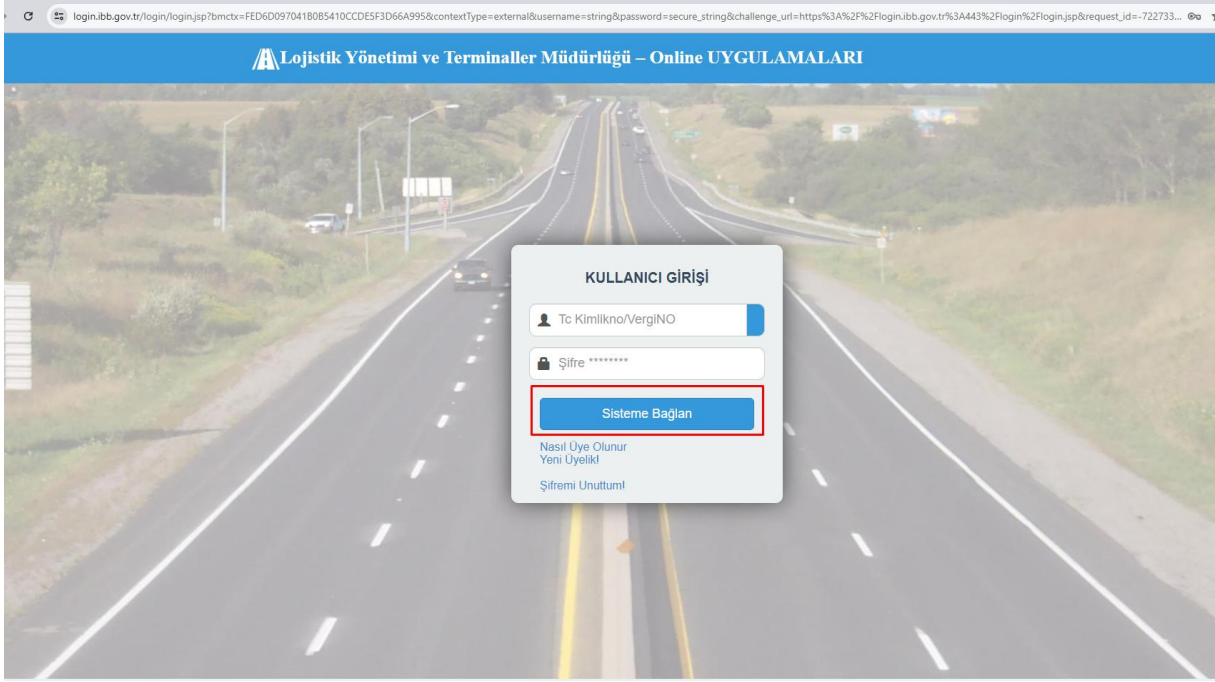 login.ibb.gov.tr/login/login.jsp?bmctx=FED6D09704180B5410CCDE5F3D66A995&contextType=external&username=string&password=secure_string&challenge_url=https%3A%2F%2Flogin.ibb.gov.tr%3A443%2Flogin%2Flogin.jsp&request_id=-722733...
Lojistik Yönetimi ve Terminaller Müdürlüğü – Online UYGULAMALARI
KULLANICI GİRİŞİ
Tc Kimlikno/VergiNO
Şifre ********
Sisteme Bağlan
Nasıl Üye Olunur
Yeni Üyelik!
Şifremi Unuttum!